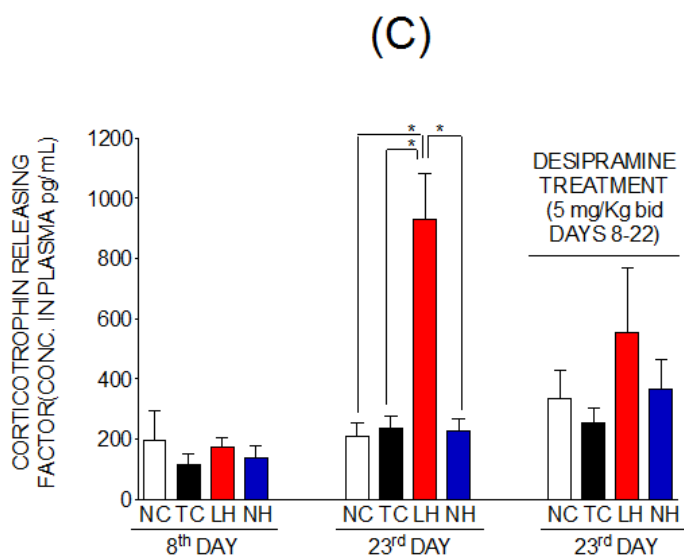 (C)
CORTICOTROPHIN RELEASING
FACTOR(CONC. IN PLASMA pg/mL)
1200
1000
800
600
400
200
0
* *
*
DESIPRAMINE
TREATMENT
(5 mg/Kg bid
DAYS 8-22)
NC TC LH NH NC TC LH NH NC TC LH NH
8th DAY 23rd DAY 23rd DAY